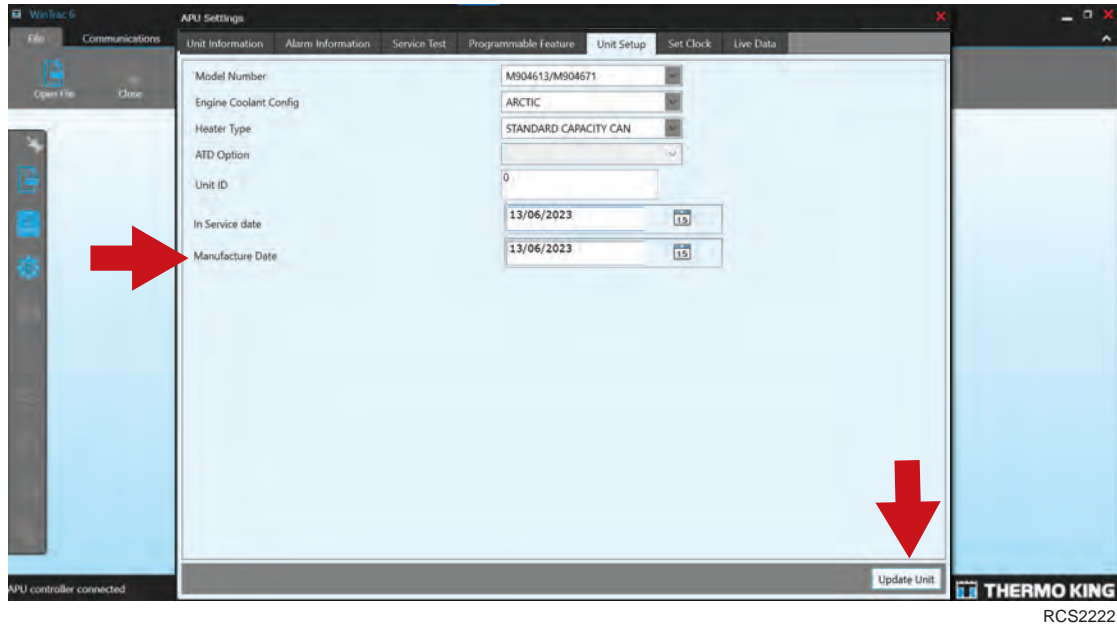 WinTrac 6
APU Settings
File Communications
Unit Information Alarm Information Service Test Programmable Feature Unit Setup Set Clock Live Data
Open File Close
Model Number M904613/M904671
Engine Coolant Config ARCTIC
Heater Type STANDARD CAPACITY CAN
ATD Option
Unit ID 0
In Service date 13/06/2023 15
Manufacture Date 13/06/2023 15
Update Unit
APU controller connected
THERMO KING
RCS2222